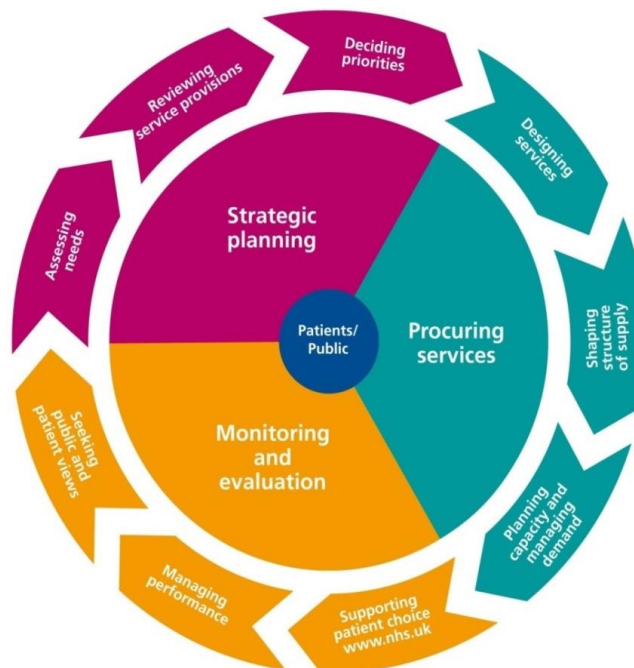 Deciding
priorities
Reviewing
service provisions
Designing
services
Assessing
needs
Strategic
planning
Patients/
Public
Procuring
services
Shaping
structure
of supply
Monitoring
and
evaluation
Seeking
public and
patient views
Planning
capacity and
managing
demand
Managing
performance
Supporting
patient choice
www.nhs.uk